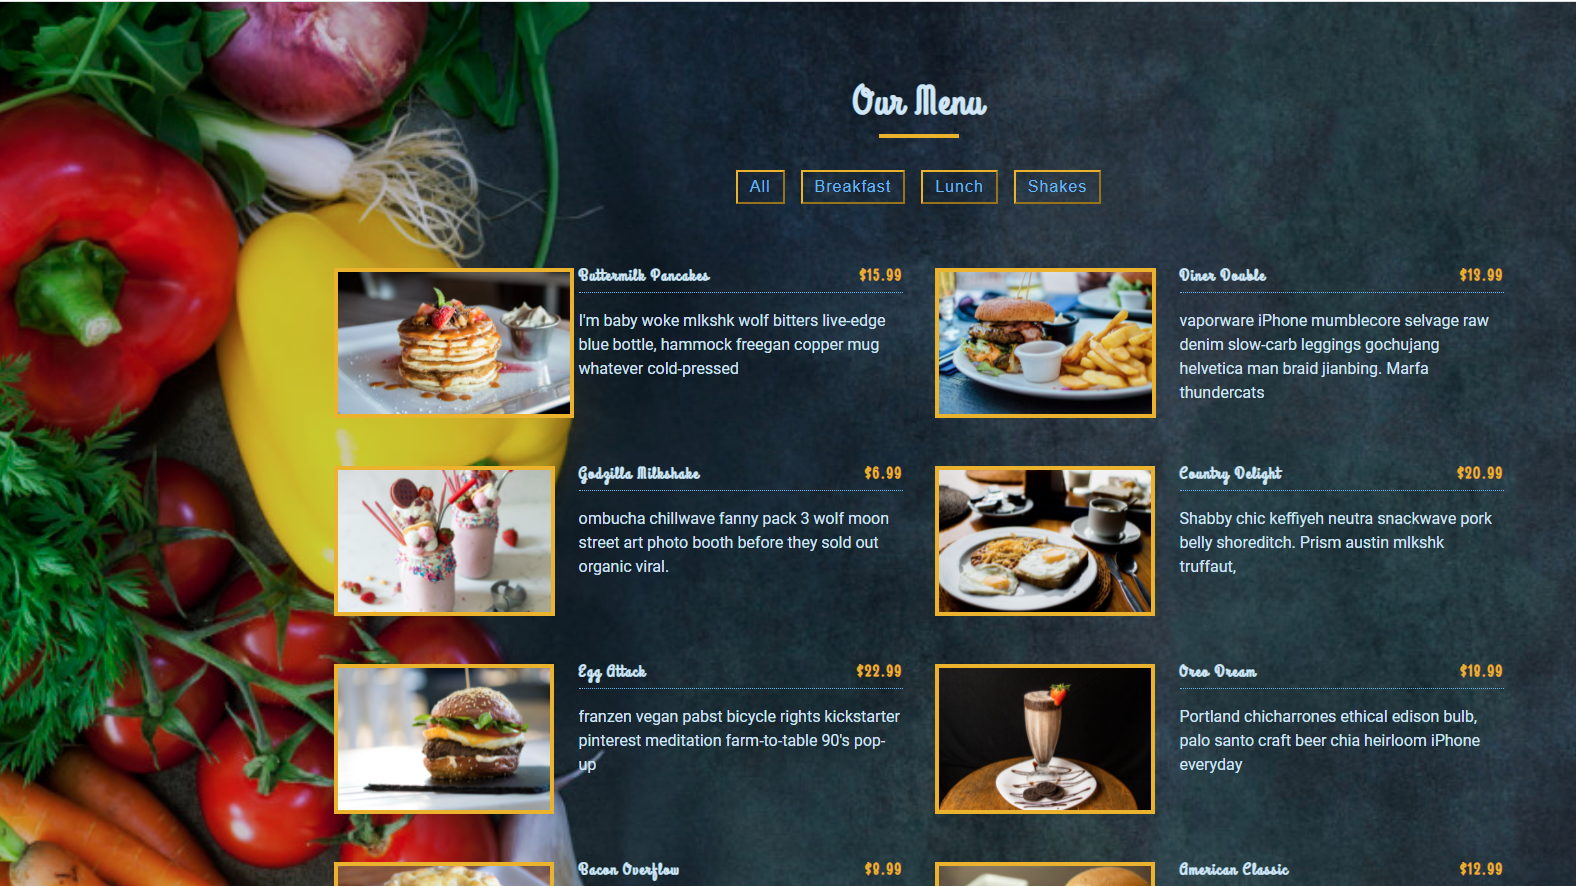 Our Menu
All Breakfast Lunch Shakes
Buttermilk Pancakes $15.99
I'm baby woke mlkshk wolf bitters live-edge
blue bottle, hammock freegan copper mug
whatever cold-pressed
Diner Double $13.99
vaporware iPhone mumblecore selvage raw
denim slow-carb leggings gochujang
helvetica man braid jianbing. Marfa
thundercats
Godzilla Milkshake $6.99
ombucha chillwave fanny pack 3 wolf moon
street art photo booth before they sold out
organic viral.
Country Delight $20.99
Shabby chic keffiyeh neutra snackwave pork
belly shoreditch. Prism austin mlkshk
truffaut,
Egg Attack $22.99
franzen vegan pabst bicycle rights kickstarter
pinterest meditation farm-to-table 90's pop-
up
Oreo Dream $18.99
Portland chicharrones ethical edison bulb,
palo santo craft beer chia heirloom iPhone
everyday
Bacon Overflow $8.99
American Classic $12.99